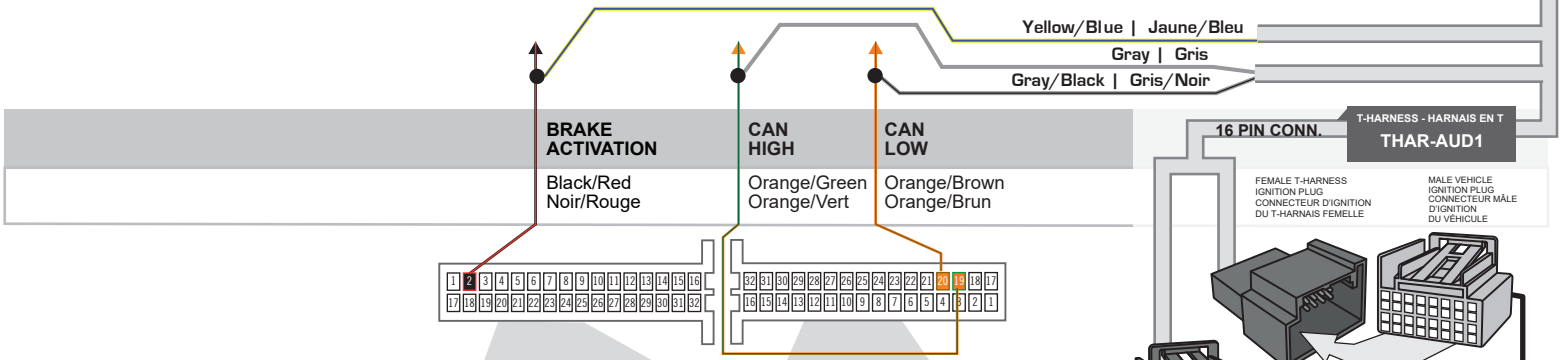 Yellow/Blue | Jaune/Bleu
Gray | Gris
Gray/Black | Gris/Noir
BRAKE
ACTIVATION
CAN
HIGH
CAN
LOW
16 PIN CONN.
T-HARNESS - HARNAIS EN T
THAR-AUD1
Black/Red
Noir/Rouge
Orange/Green
Orange/Vert
Orange/Brown
Orange/Brun
FEMALE T-HARNESS
IGNITION PLUG
CONNECTEUR D'IGNITION
DU T-HARNAIS FEMELLE
MALE VEHICLE
IGNITION PLUG
CONNECTEUR MÂLE
D'IGNITION
DU VÉHICULE
1 2 3 4 5 6 7 8 9 10 11 12 13 14 15 16
17 18 19 20 21 22 23 24 25 26 27 28 29 30 31 32
32 31 30 29 28 27 26 25 24 23 22 21 20 19 18 17
16 15 14 13 12 11 10 9 8 7 6 5 4 3 2 1